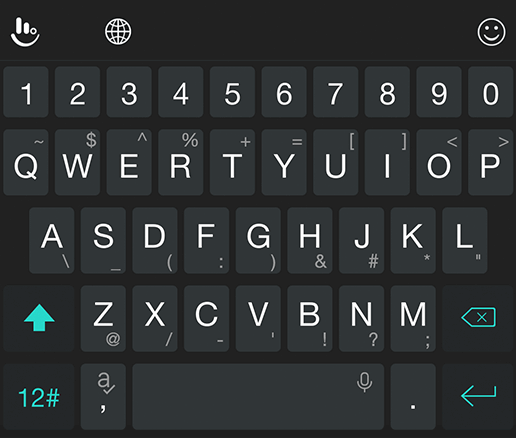 1 2 3 4 5 6 7 8 9 0
~ $ ^ % + = [ ] < >
Q W E R T Y U I O P
A S D F G H J K L
\ _ ( : ) & # * "
Z X C V B N M
@ / - ' ! ? ;
12# a , .